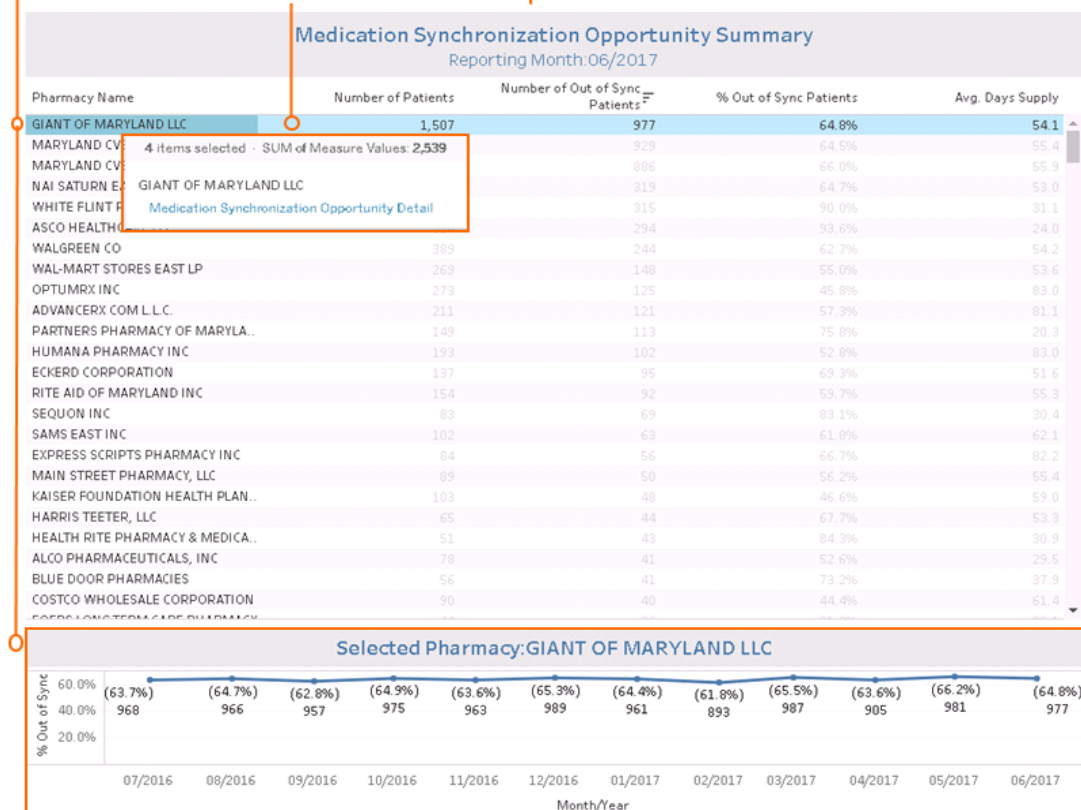 Medication Synchronization Opportunity Summary
Reporting Month:06/2017
Pharmacy Name Number of Patients Number of Out of Sync Patients % Out of Sync Patients Avg. Days Supply
GIANT OF MARYLAND LLC 1,507 977 64.8% 54.1
MARYLAND CV 929 64.5% 55.4
MARYLAND CV 886 66.0% 55.9
NAI SATURN EA 319 64.7% 53.0
WHITE FLINT P 315 90.0% 31.1
ASCO HEALTHC 294 93.6% 24.0
4 items selected · SUM of Measure Values: 2,539
GIANT OF MARYLAND LLC
Medication Synchronization Opportunity Detail
WALGREEN CO 389 244 62.7% 54.2
WAL-MART STORES EAST LP 269 148 55.0% 53.6
OPTUMRX INC 273 125 45.8% 83.0
ADVANCERX COM L.L.C. 211 121 57.3% 81.1
PARTNERS PHARMACY OF MARYLA.. 149 113 75.8% 20.3
HUMANA PHARMACY INC 193 102 52.8% 83.0
ECKERD CORPORATION 137 95 69.3% 51.6
RITE AID OF MARYLAND INC 154 92 59.7% 55.3
SEQUON INC 83 69 83.1% 30.4
SAMS EAST INC 102 63 61.8% 62.1
EXPRESS SCRIPTS PHARMACY INC 84 56 66.7% 82.2
MAIN STREET PHARMACY, LLC 89 50 56.2% 55.4
KAISER FOUNDATION HEALTH PLAN.. 103 48 46.6% 59.0
HARRIS TEETER, LLC 65 44 67.7% 53.3
HEALTH RITE PHARMACY & MEDICA.. 51 43 84.3% 30.9
ALCO PHARMACEUTICALS, INC 78 41 52.6% 29.5
BLUE DOOR PHARMACIES 56 41 73.2% 37.9
COSTCO WHOLESALE CORPORATION 90 40 44.4% 61.4
Selected Pharmacy:GIANT OF MARYLAND LLC
% Out of Sync
60.0%
40.0%
20.0%
(63.7%) (64.7%) (62.8%) (64.9%) (63.6%) (65.3%) (64.4%) (61.8%) (65.5%) (63.6%) (66.2%) (64.8%)
968 966 957 975 963 989 961 893 987 905 981 977
07/2016 08/2016 09/2016 10/2016 11/2016 12/2016 01/2017 02/2017 03/2017 04/2017 05/2017 06/2017
Month/Year